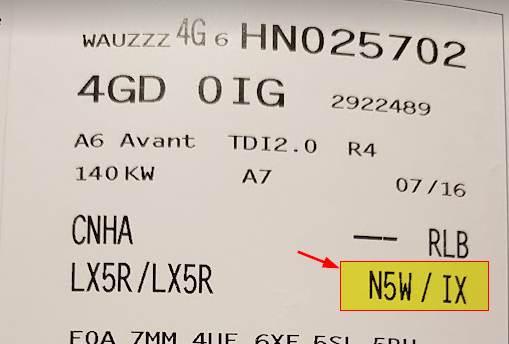 WAUZZZ 4G 6 HN025702
4GD 0IG 2922489
A6 Avant TDI2.0 R4
140 KW A7 07/16
CNHA --- RLB
LX5R/LX5R N5W / IX
7MM